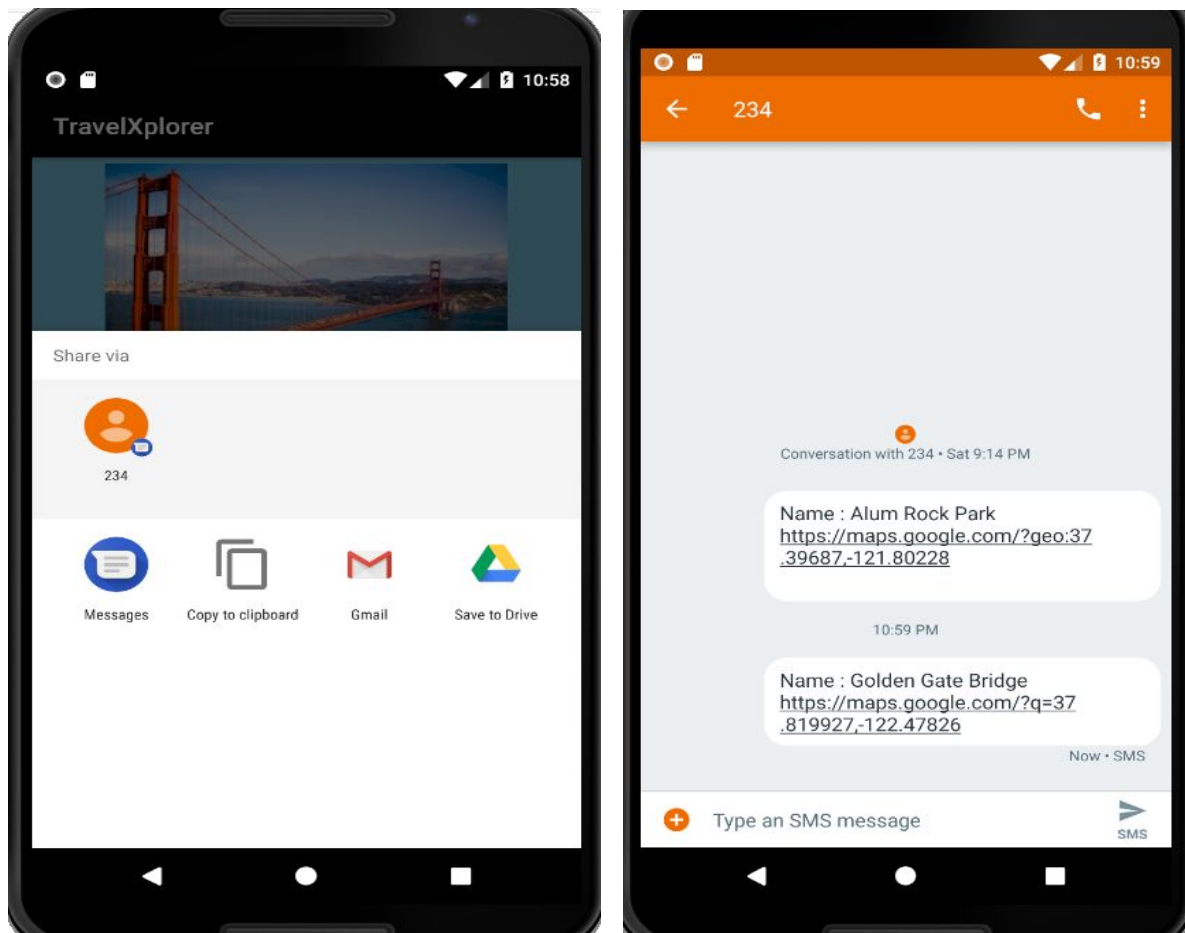 10:58
TravelXplorer
Share via
234
Messages
Copy to clipboard
Gmail
Save to Drive
10:59
234
Conversation with 234 • Sat 9:14 PM
Name : Alum Rock Park
https://maps.google.com/?geo:37
.39687,-121.80228
10:59 PM
Name : Golden Gate Bridge
https://maps.google.com/?q=37
.819927,-122.47826
Now • SMS
Type an SMS message
SMS